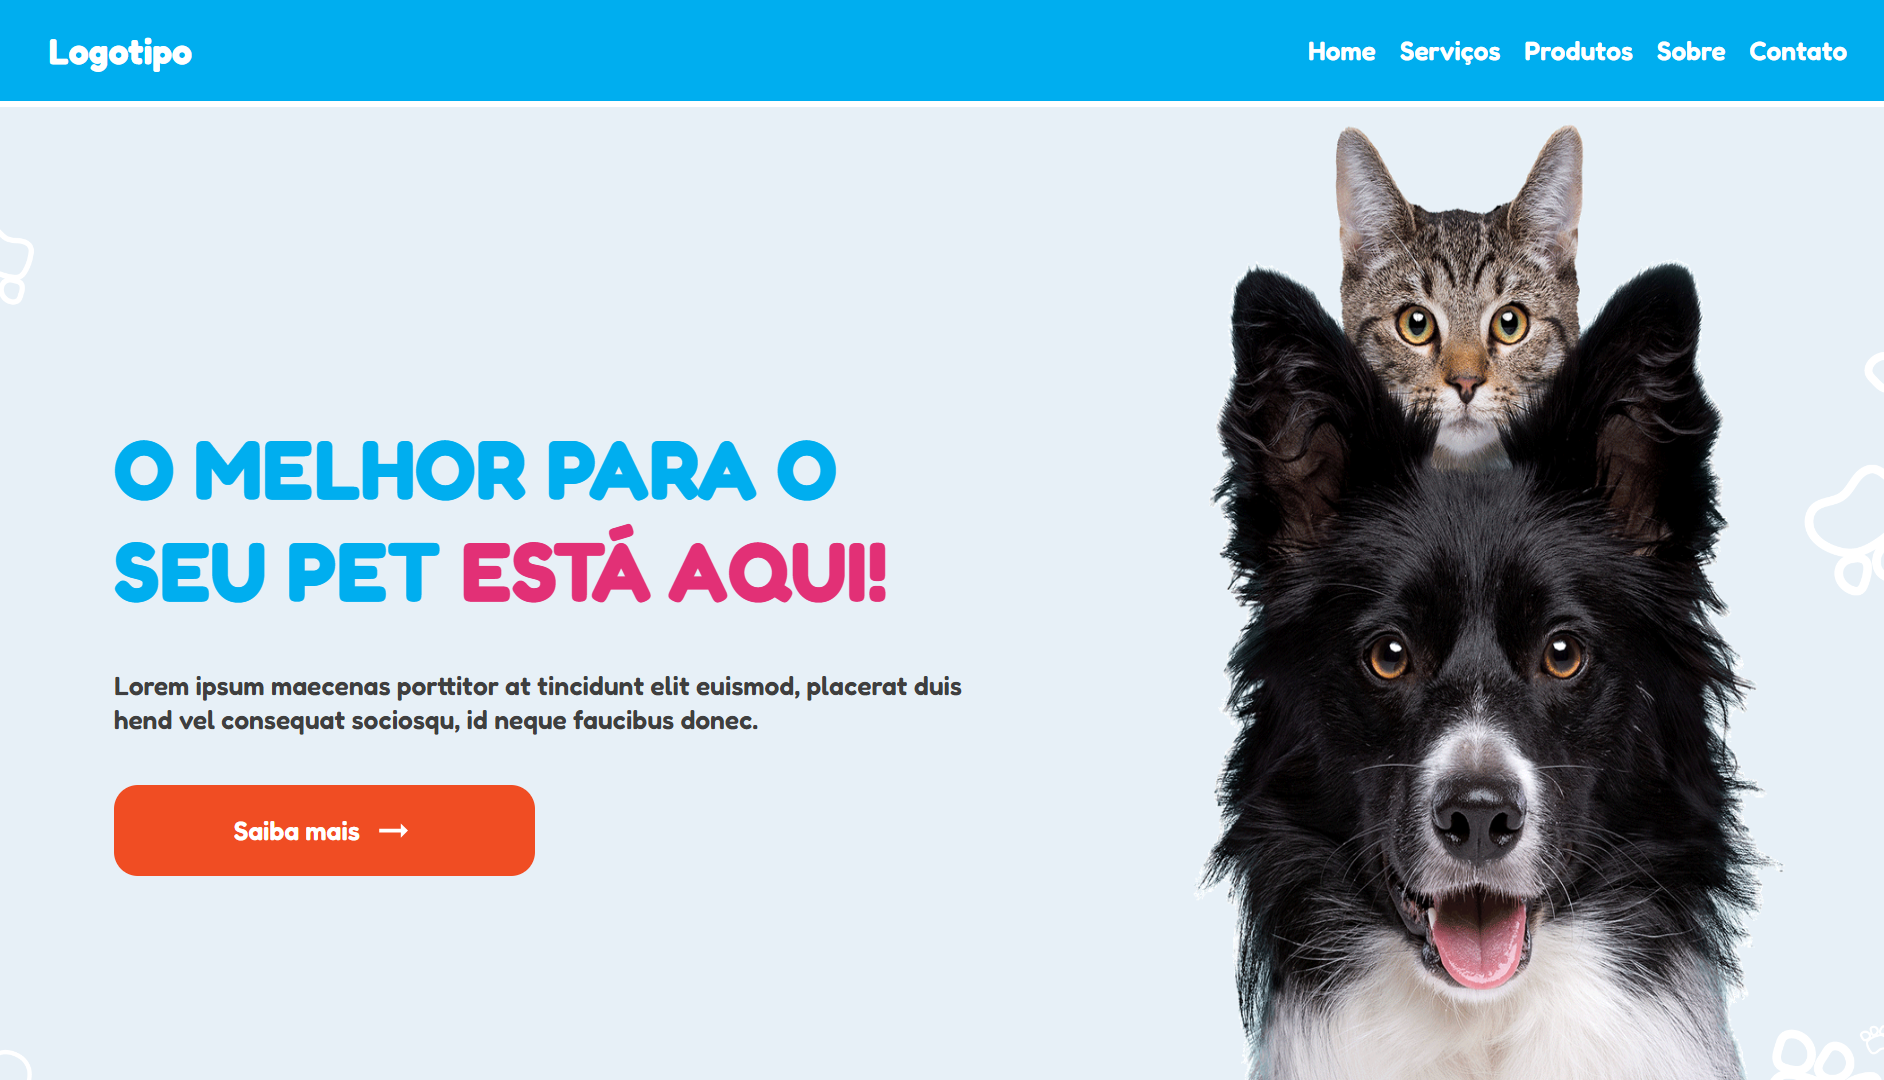 Logotipo
Home Serviços Produtos Sobre Contato
O MELHOR PARA O
SEU PET ESTÁ AQUI!
Lorem ipsum maecenas porttitor at tincidunt elit euismod, placerat duis
hend vel consequat sociosqu, id neque faucibus donec.
Saiba mais →